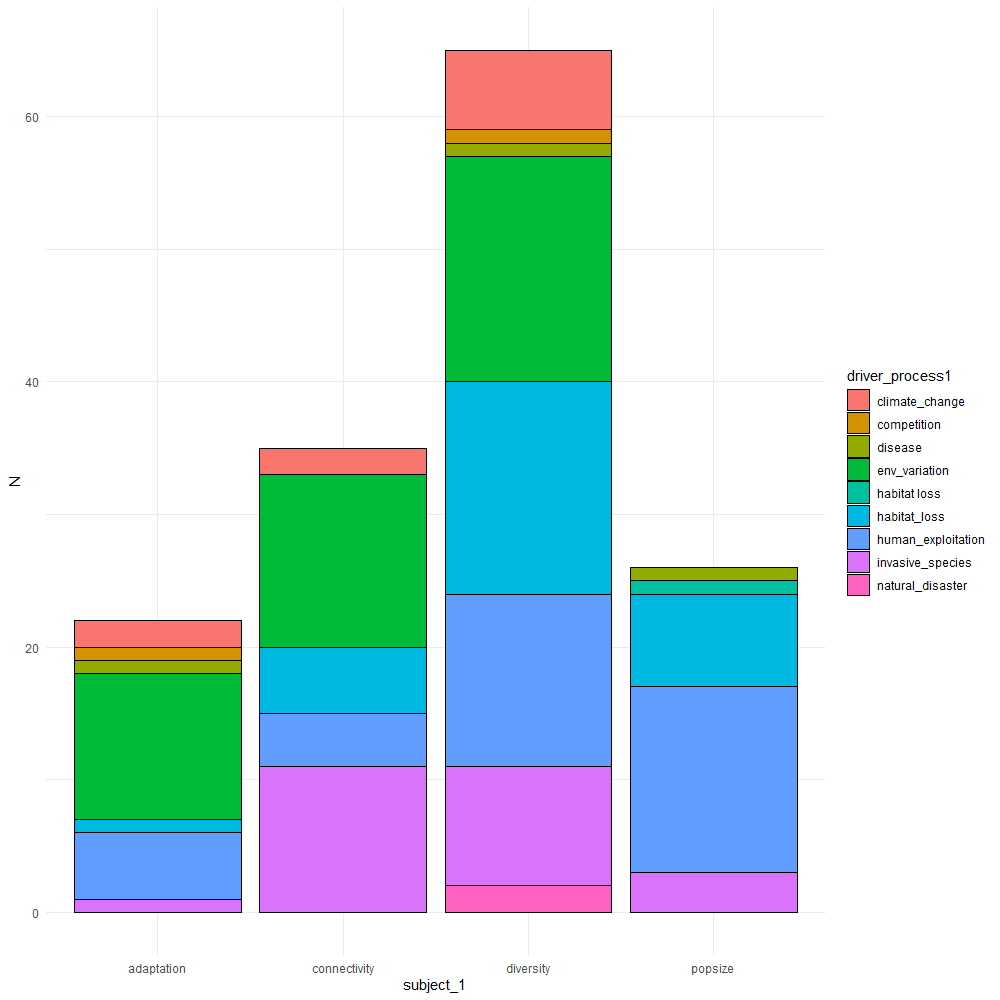 60
40
20
0
N
adaptation
connectivity
diversity
popsize
subject_1
driver_process1
climate_change
competition
disease
env_variation
habitat loss
habitat_loss
human_exploitation
invasive_species
natural_disaster